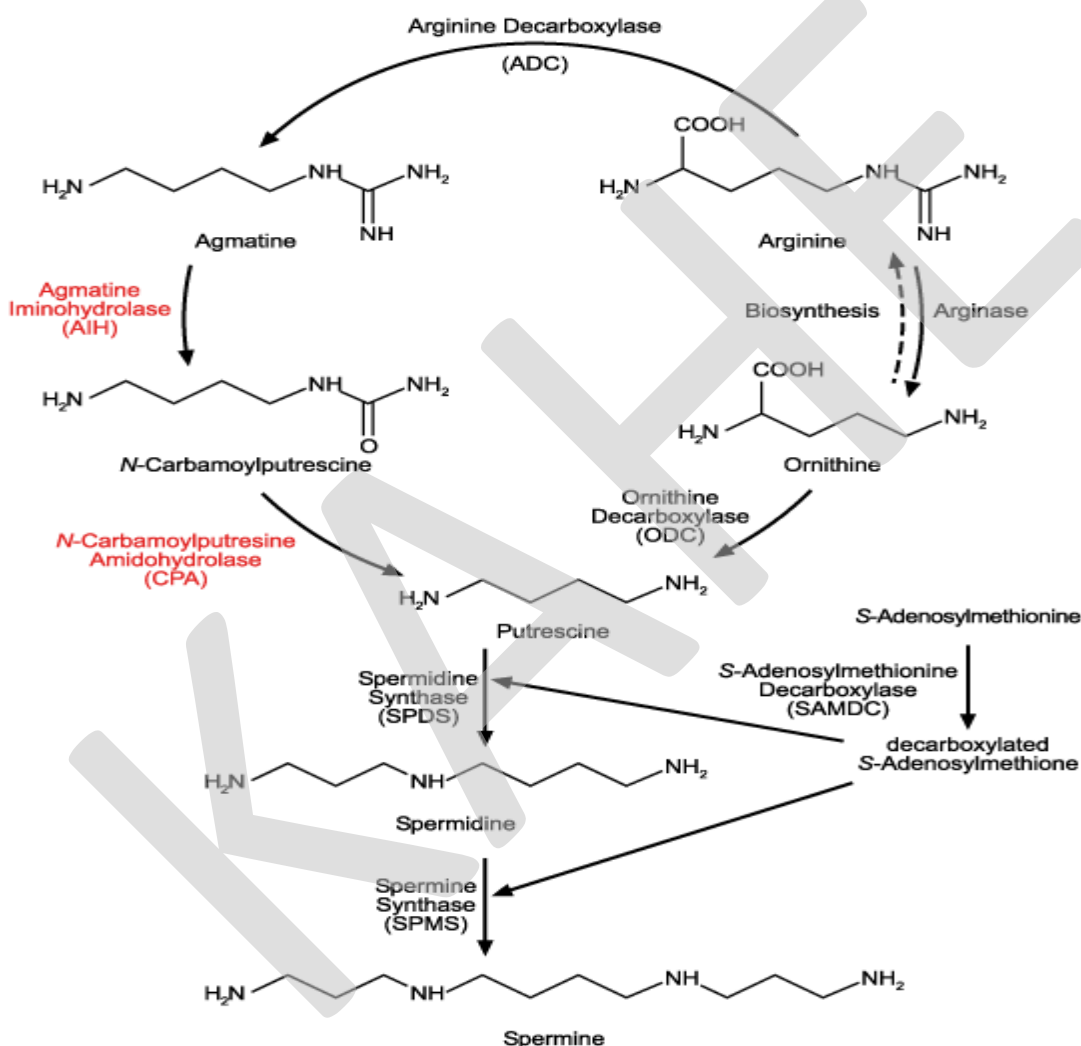 Arginine Decarboxylase
(ADC)
COOH
H₂N
NH
NH₂
NH
Agmatine
H₂N
NH
NH₂
NH
Arginine
Agmatine
Iminohydrolase
(AIH)
Biosynthesis
Arginase
H₂N
NH
NH₂
O
N-Carbamoylputrescine
COOH
H₂N
NH₂
Ornithine
Ornithine
Decarboxylase
(ODC)
N-Carbamoylputresine
Amidohydrolase
(CPA)
H₂N
NH₂
Putrescine
S-Adenosylmethionine
Spermidine
Synthase
(SPDS)
S-Adenosylmethionine
Decarboxylase
(SAMDC)
decarboxylated
S-Adenosylmethione
H₂N
NH
NH₂
Spermidine
Spermine
Synthase
(SPMS)
H₂N
NH
NH
NH₂
Spermine
KAHE